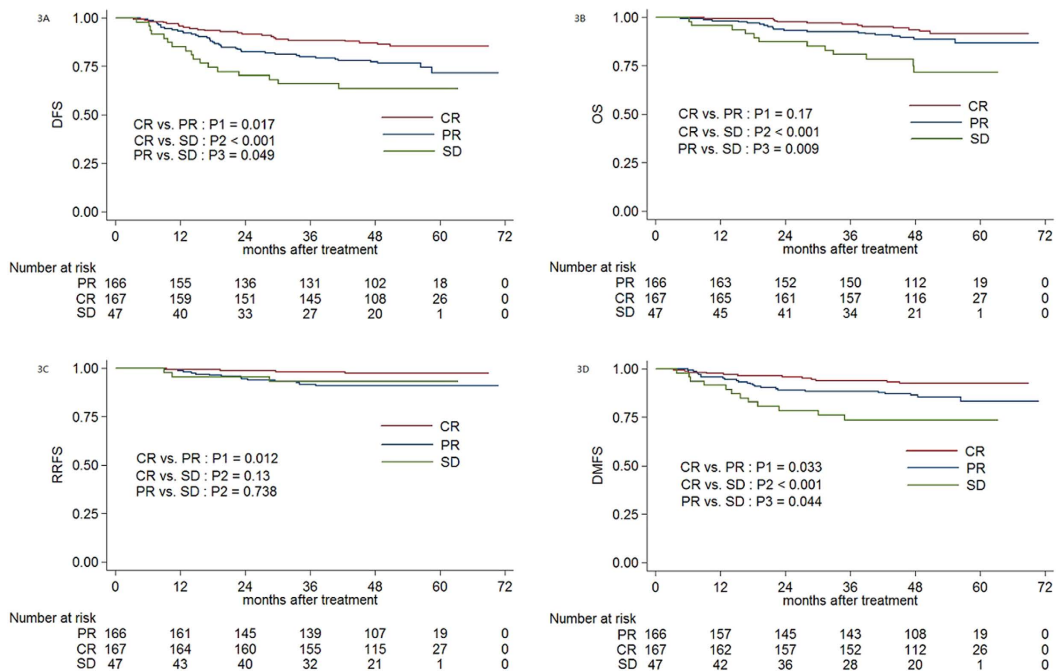 3A
1.00
0.75
0.50
0.25
0.00
DFS
CR vs. PR : P1 = 0.017
CR vs. SD : P2 < 0.001
PR vs. SD : P3 = 0.049
CR
PR
SD
0 12 24 36 48 60 72
months after treatment
Number at risk
PR 166 155 136 131 102 18 0
CR 167 159 151 145 108 26 0
SD 47 40 33 27 20 1 0
3B
1.00
0.75
0.50
0.25
0.00
OS
CR vs. PR : P1 = 0.17
CR vs. SD : P2 < 0.001
PR vs. SD : P3 = 0.009
CR
PR
SD
0 12 24 36 48 60 72
months after treatment
Number at risk
PR 166 163 152 150 112 19 0
CR 167 165 161 157 116 27 0
SD 47 45 41 34 21 1 0
3C
1.00
0.75
0.50
0.25
0.00
RRFS
CR vs. PR : P1 = 0.012
CR vs. SD : P2 = 0.13
PR vs. SD : P2 = 0.738
CR
PR
SD
0 12 24 36 48 60 72
months after treatment
Number at risk
PR 166 161 145 139 107 19 0
CR 167 164 160 155 115 27 0
SD 47 43 40 32 21 1 0
3D
1.00
0.75
0.50
0.25
0.00
DMFS
CR vs. PR : P1 = 0.033
CR vs. SD : P2 < 0.001
PR vs. SD : P3 = 0.044
CR
PR
SD
0 12 24 36 48 60 72
months after treatment
Number at risk
PR 166 157 145 143 108 19 0
CR 167 162 157 152 112 26 0
SD 47 42 36 28 20 1 0